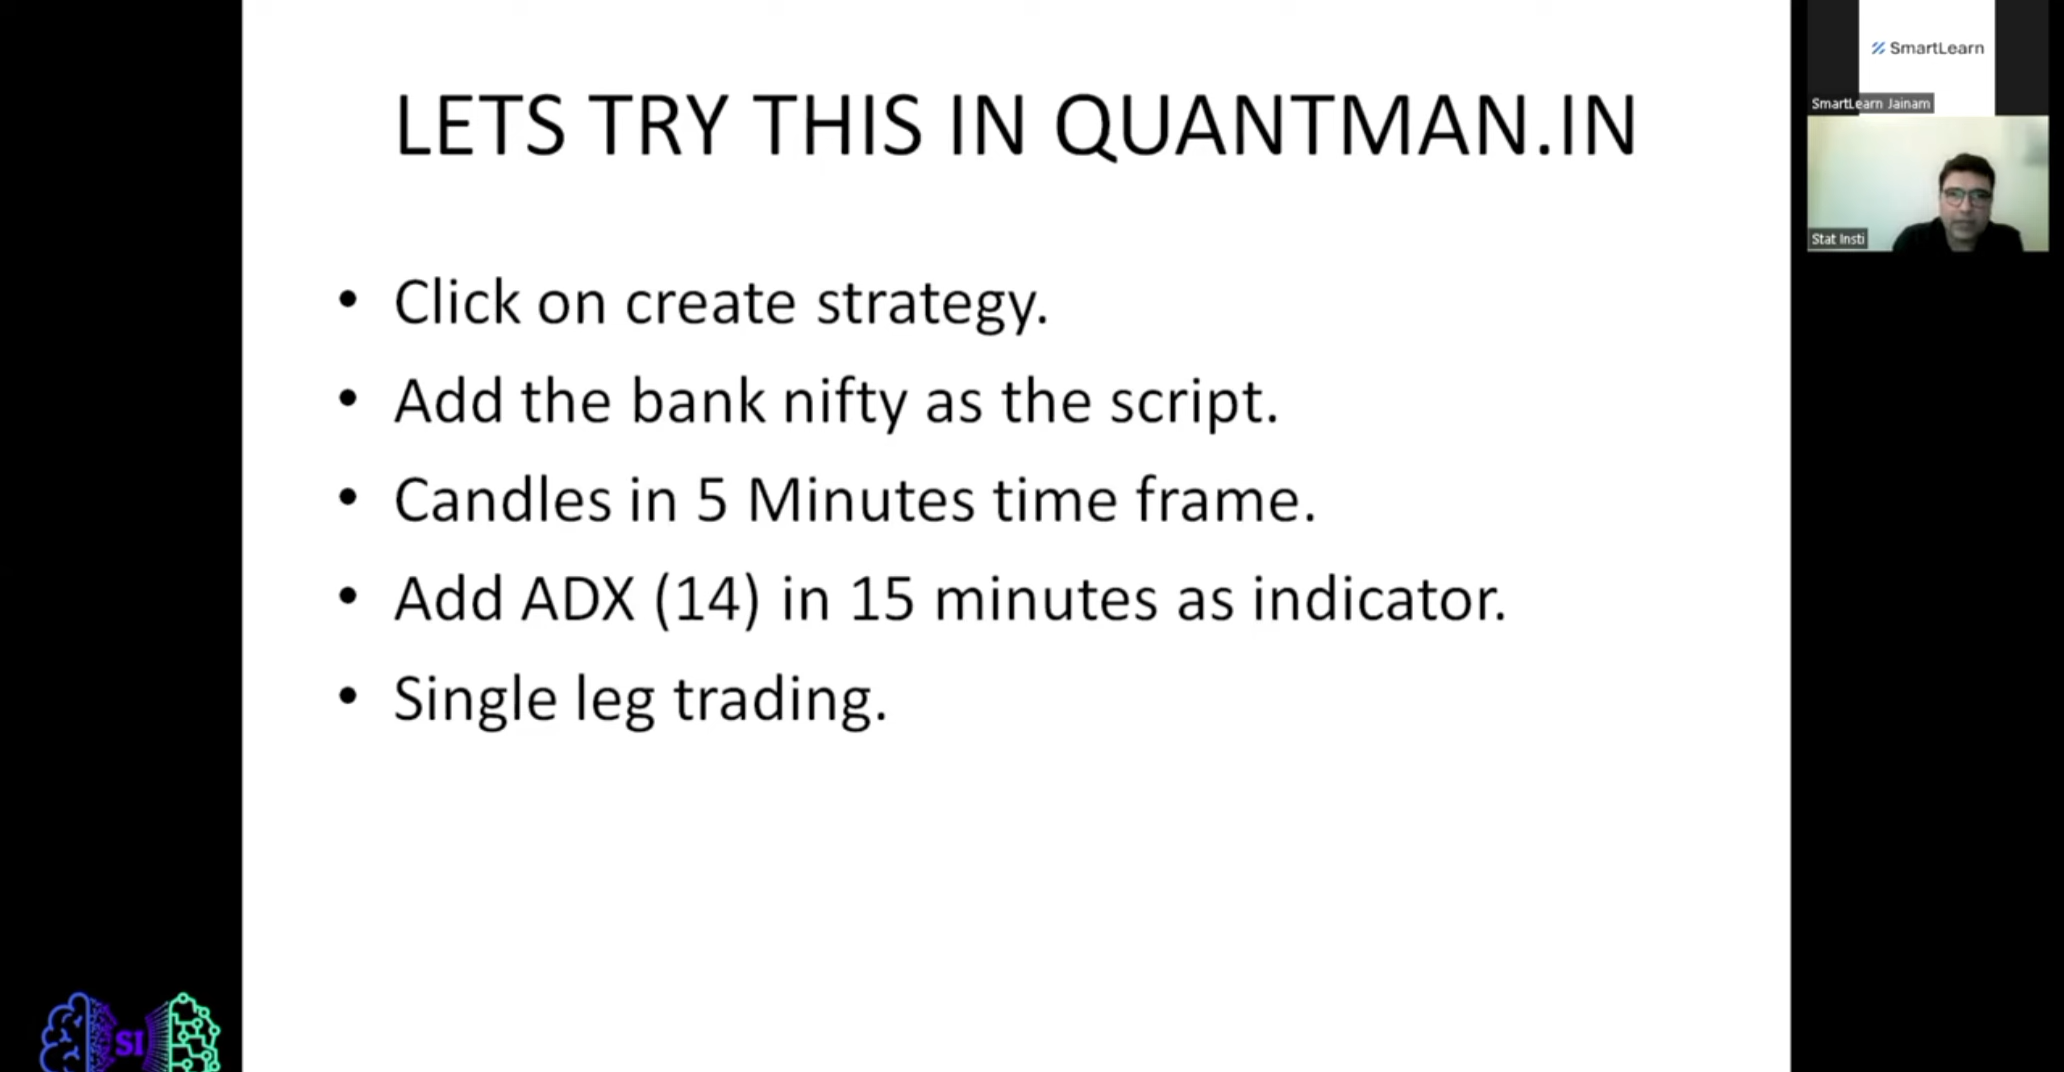 LETS TRY THIS IN QUANTMAN.IN
• Click on create strategy.
• Add the bank nifty as the script.
• Candles in 5 Minutes time frame.
• Add ADX (14) in 15 minutes as indicator.
• Single leg trading.
SmartLearn
SmartLearn Jainam
Stat Insti
SI